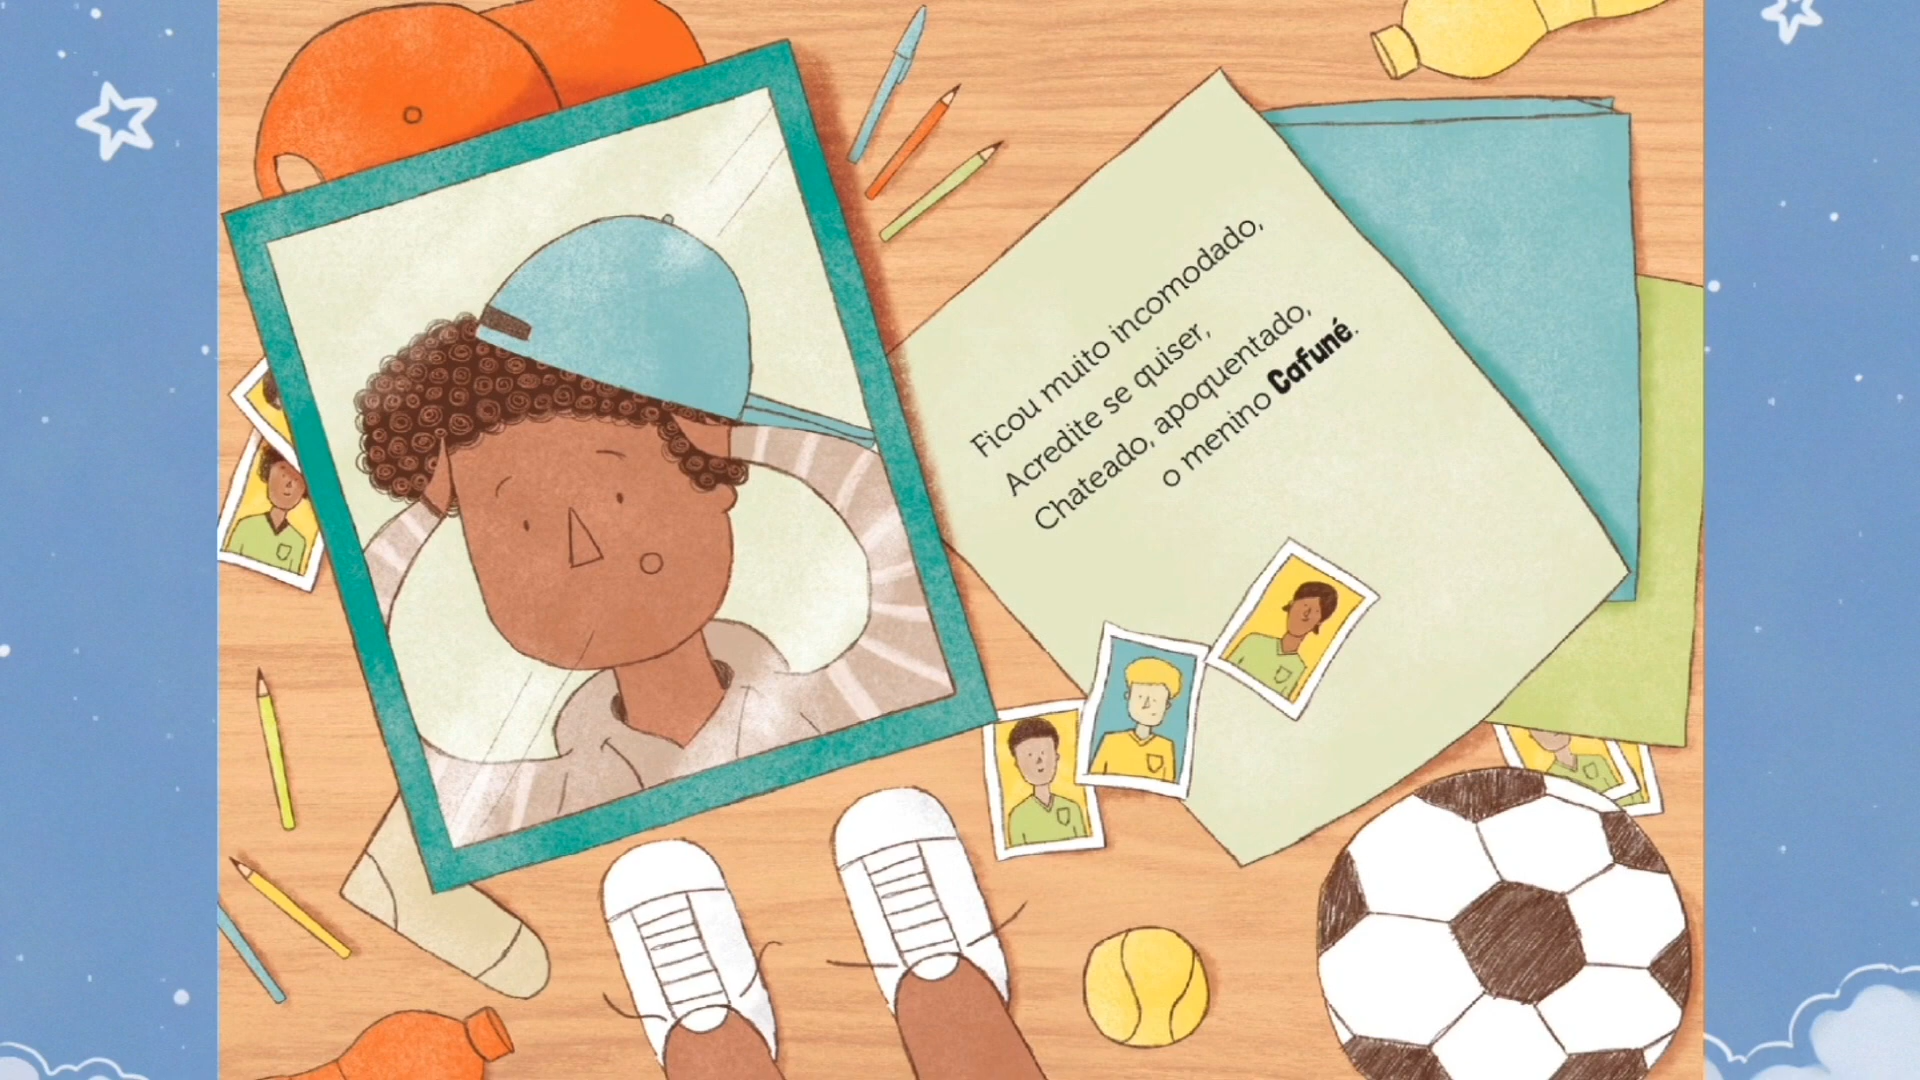 Ficou muito incomodado,
Acredite se quiser,
Chateado, apoquentado,
o menino Cafuné.